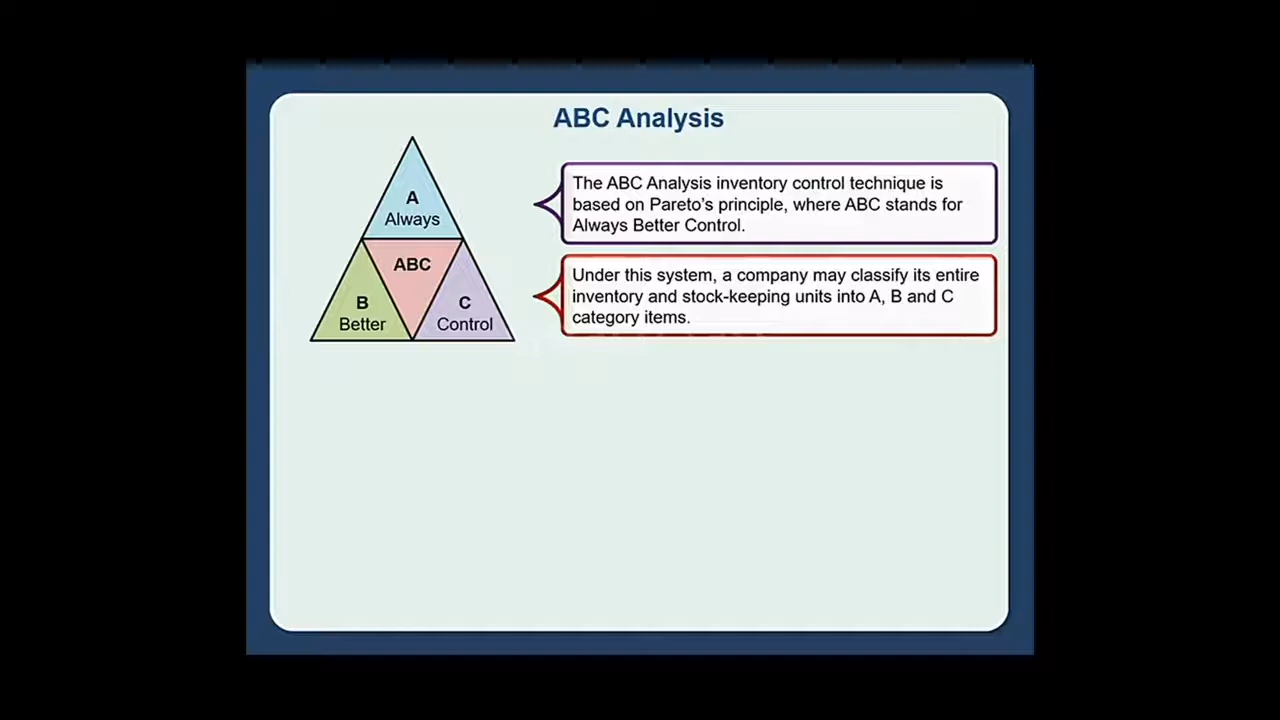 ABC Analysis
A
Always
ABC
B
Better
C
Control
The ABC Analysis inventory control technique is
based on Pareto's principle, where ABC stands for
Always Better Control.
Under this system, a company may classify its entire
inventory and stock-keeping units into A, B and C
category items.